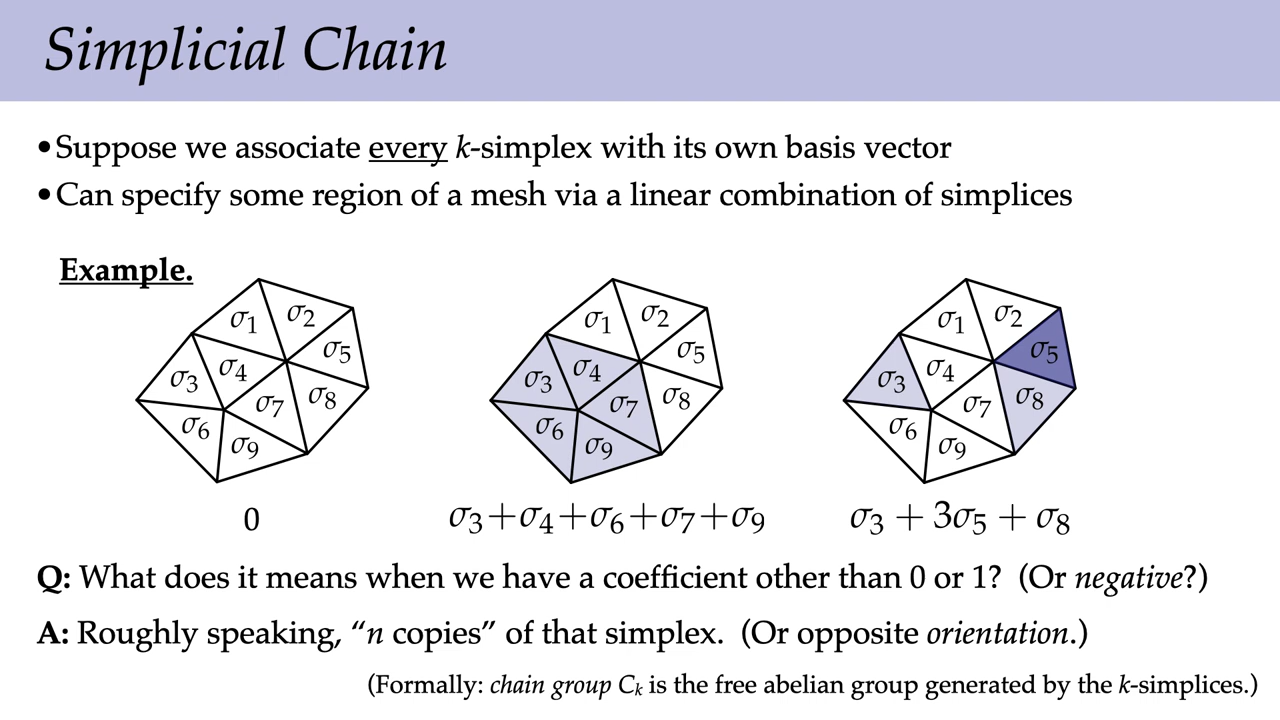 Simplicial Chain
•Suppose we associate every k-simplex with its own basis vector
•Can specify some region of a mesh via a linear combination of simplices
Example.
σ1 σ2 σ3 σ4 σ5 σ6 σ7 σ8 σ9
σ1 σ2 σ3 σ4 σ5 σ6 σ7 σ8 σ9
σ1 σ2 σ3 σ4 σ5 σ6 σ7 σ8 σ9
0
σ3+σ4+σ6+σ7+σ9
σ3 + 3σ5 + σ8
Q: What does it means when we have a coefficient other than 0 or 1? (Or negative?)
A: Roughly speaking, “n copies” of that simplex. (Or opposite orientation.)
(Formally: chain group Ck is the free abelian group generated by the k-simplices.)